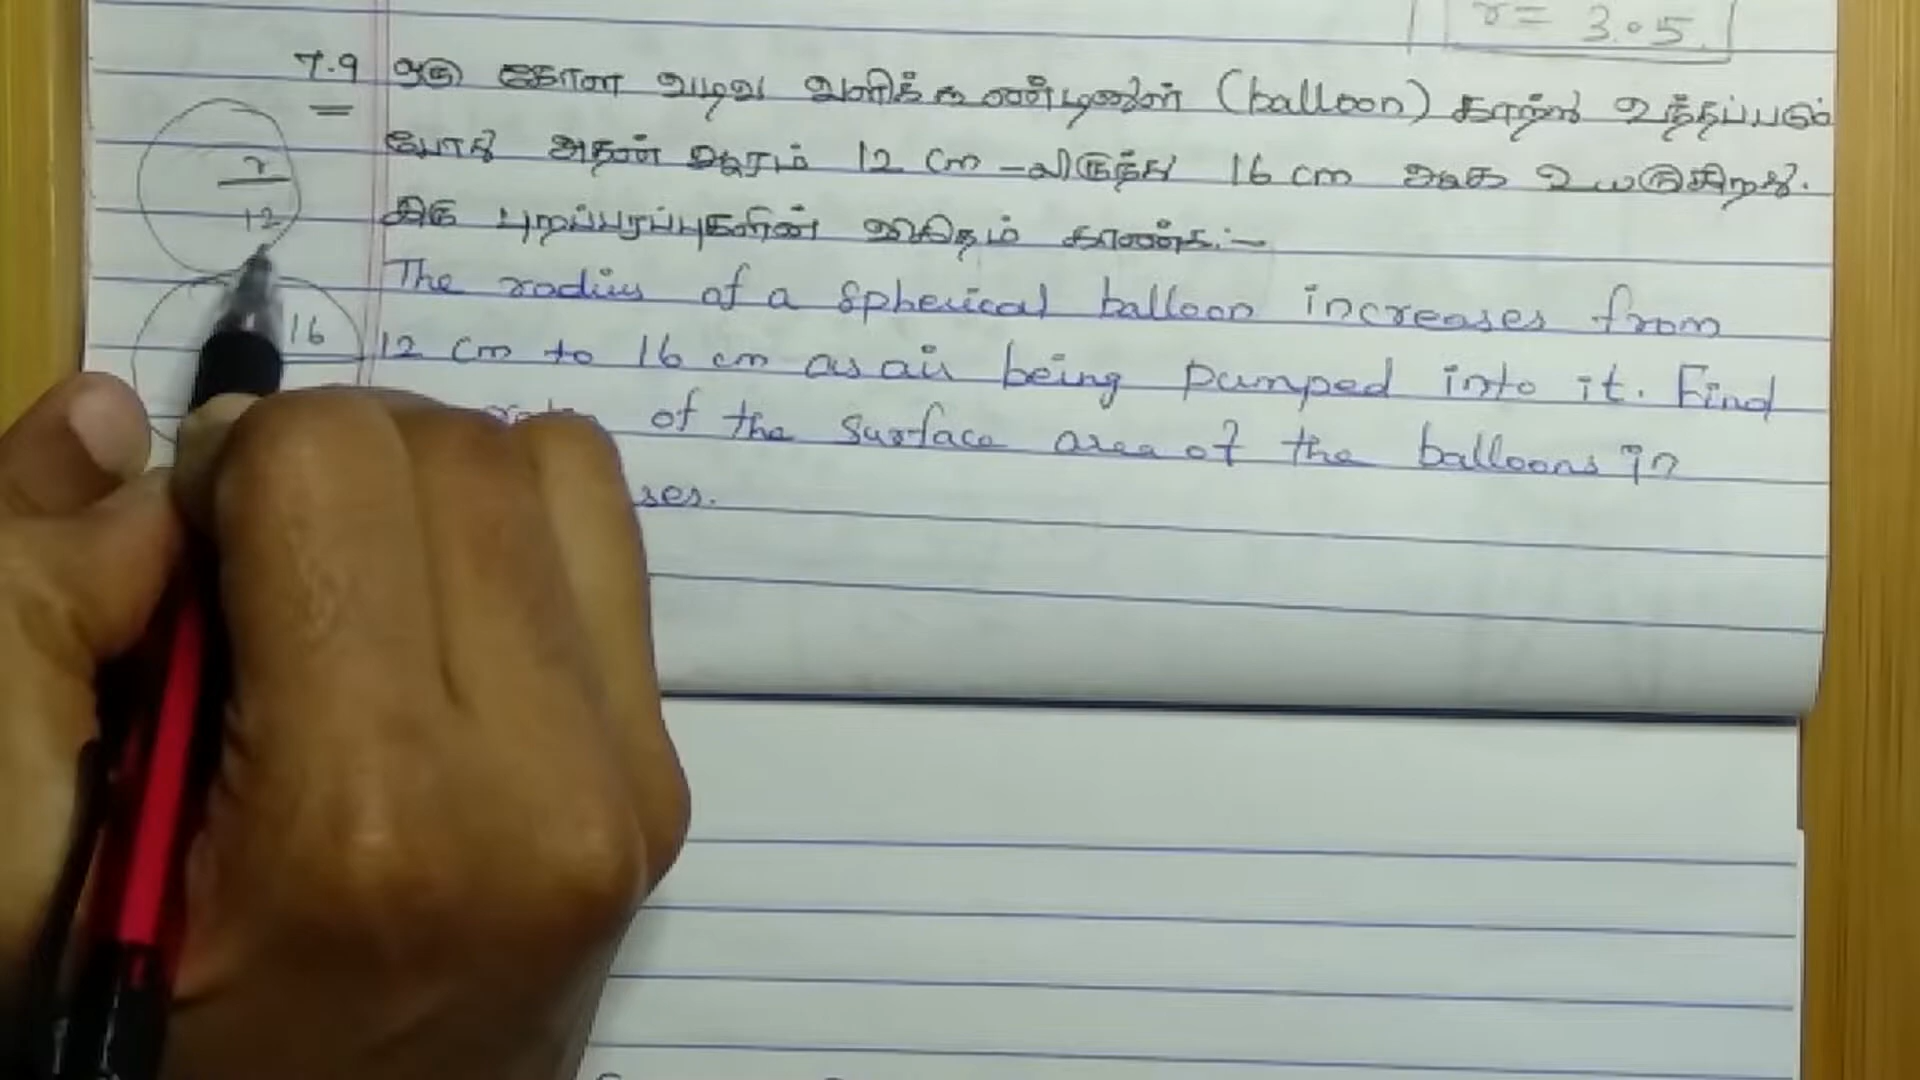 r = 3.05
7.9 ஒரு கோள வடிவ வளிக்கூண்டினுள் (balloon) காற்று உந்தப்படும்
போது அதன் ஆரம் 12 cm -லிருந்து 16 cm ஆக உயருகிறது.
r
12
இரு புறப்பரப்புகளின் விகிதம் காண்க:-
The radius of a spherical balloon increases from
16
12 cm to 16 cm as air being pumped into it. Find
ratio of the surface area of the balloons in
ses.